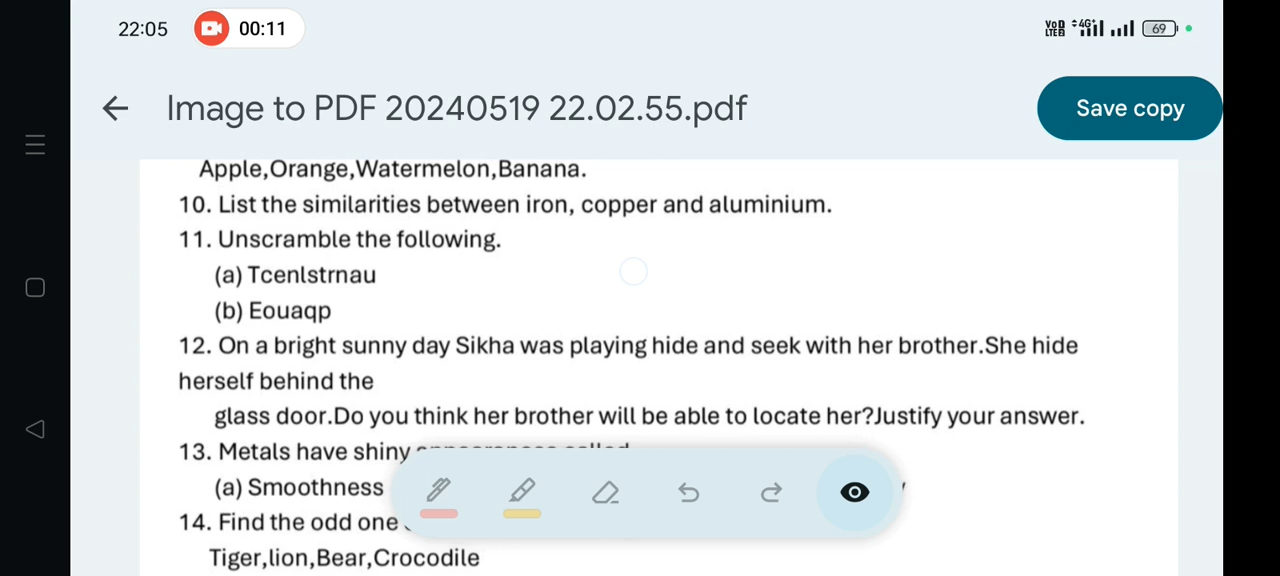 22:05 00:11 VoD LTE2 4G+ 69
Image to PDF 20240519 22.02.55.pdf Save copy
Apple,Orange,Watermelon,Banana.
10. List the similarities between iron, copper and aluminium.
11. Unscramble the following.
(a) Tcenlstrnau
(b) Eouaqp
12. On a bright sunny day Sikha was playing hide and seek with her brother.She hide
herself behind the
glass door.Do you think her brother will be able to locate her?Justify your answer.
13. Metals have shiny
(a) Smoothness
14. Find the odd one
Tiger,lion,Bear,Crocodile